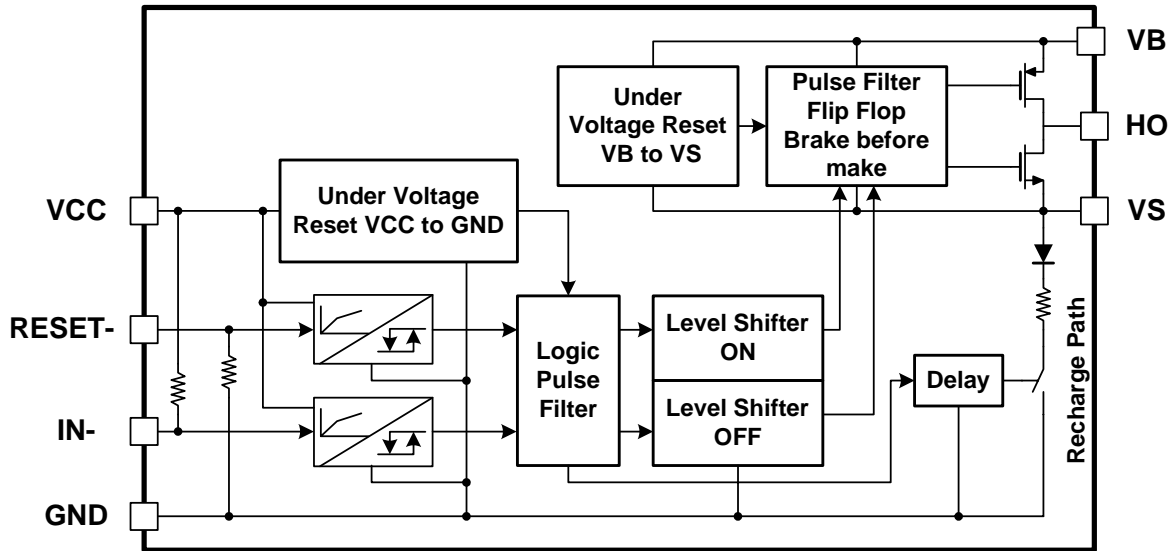 VB
Under
Voltage Reset
VB to VS
Pulse Filter
Flip Flop
Brake before
make
HO
VCC
Under Voltage
Reset VCC to GND
VS
RESET-
Logic
Pulse
Filter
Level Shifter
ON
Delay
Recharge Path
IN-
Level Shifter
OFF
GND